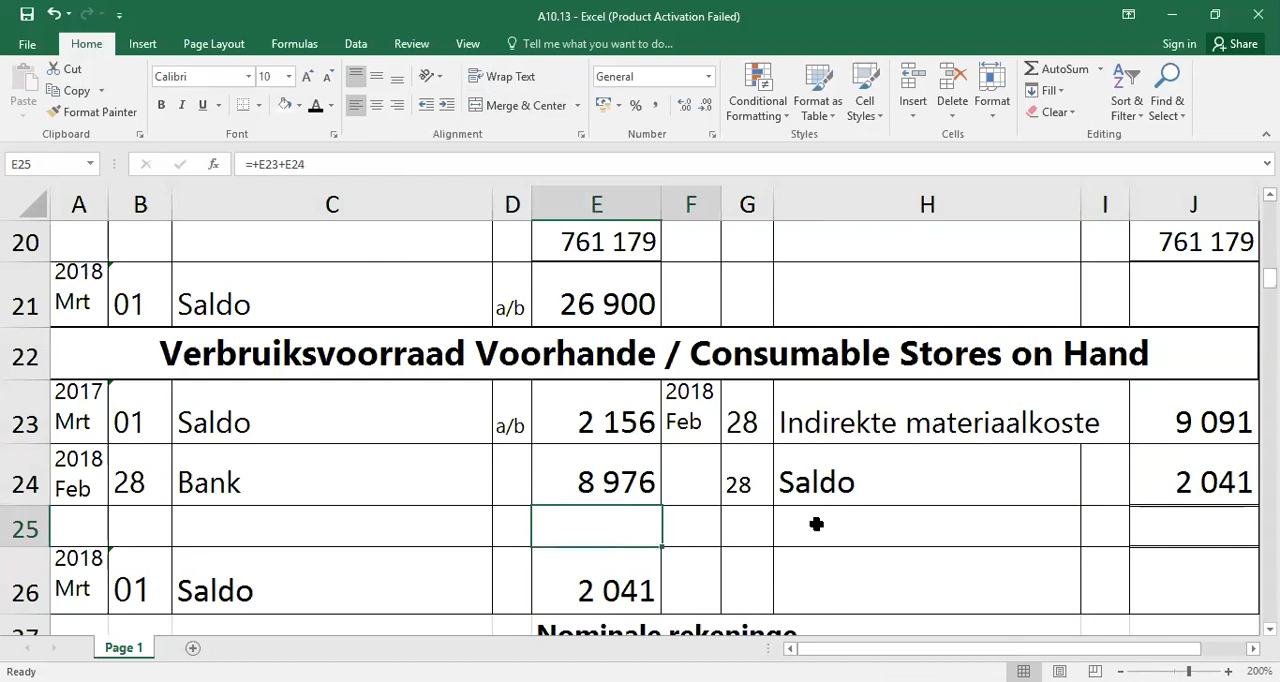 A10.13 - Excel (Product Activation Failed)
File Home Insert Page Layout Formulas Data Review View Tell me what you want to do... Sign in Share
Paste Cut Copy Format Painter Clipboard
Calibri 10 B I U A Font
Wrap Text Merge & Center Alignment
General % , Number
Conditional Formatting Format as Table Cell Styles Styles
Insert Delete Format Cells
AutoSum Fill Clear Sort & Filter Find & Select Editing
E25 fx =+E23+E24
A B C D E F G H I J
20 761 179 761 179
21 2018 Mrt 01 Saldo a/b 26 900
22 Verbruiksvoorraad Voorhande / Consumable Stores on Hand
23 2017 Mrt 01 Saldo a/b 2 156 2018 Feb 28 Indirekte materiaalkoste 9 091
24 2018 Feb 28 Bank 8 976 28 Saldo 2 041
25
26 2018 Mrt 01 Saldo 2 041
Nominale rekeninge
Page 1
Ready 200%